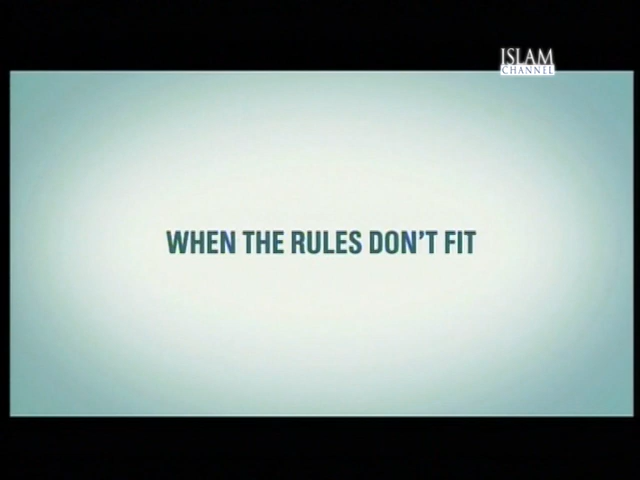 ISLAM
CHANNEL
WHEN THE RULES DON'T FIT